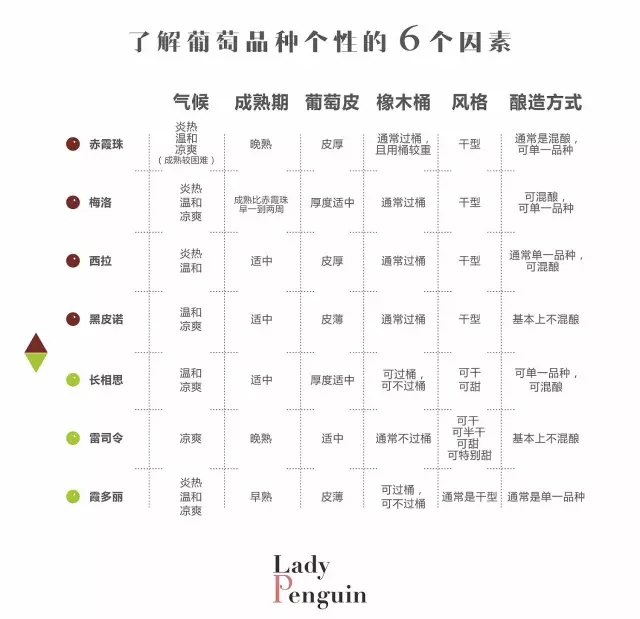 了解葡萄品种个性的6个因素
气候 成熟期 葡萄皮 橡木桶 风格 酿造方式
赤霞珠
炎热
温和
凉爽
(成熟较困难)
晚熟
皮厚
通常过桶，
且用桶较重
干型
通常是混酿，
可单一品种
梅洛
炎热
温和
凉爽
成熟比赤霞珠
早一到两周
厚度适中
通常过桶
干型
可混酿，
可单一品种
西拉
炎热
温和
适中
皮厚
通常过桶
干型
通常单一品种，
可混酿
黑皮诺
温和
凉爽
适中
皮薄
通常过桶
干型
基本上不混酿
长相思
温和
凉爽
适中
厚度适中
可过桶，
可不过桶
可干
可甜
可单一品种，
可混酿
雷司令
凉爽
晚熟
适中
通常不过桶
可干
可半干
可甜
可特别甜
基本上不混酿
霞多丽
炎热
温和
凉爽
早熟
皮薄
可过桶，
可不过桶
通常是干型
通常是单一品种
Lady
Penguin